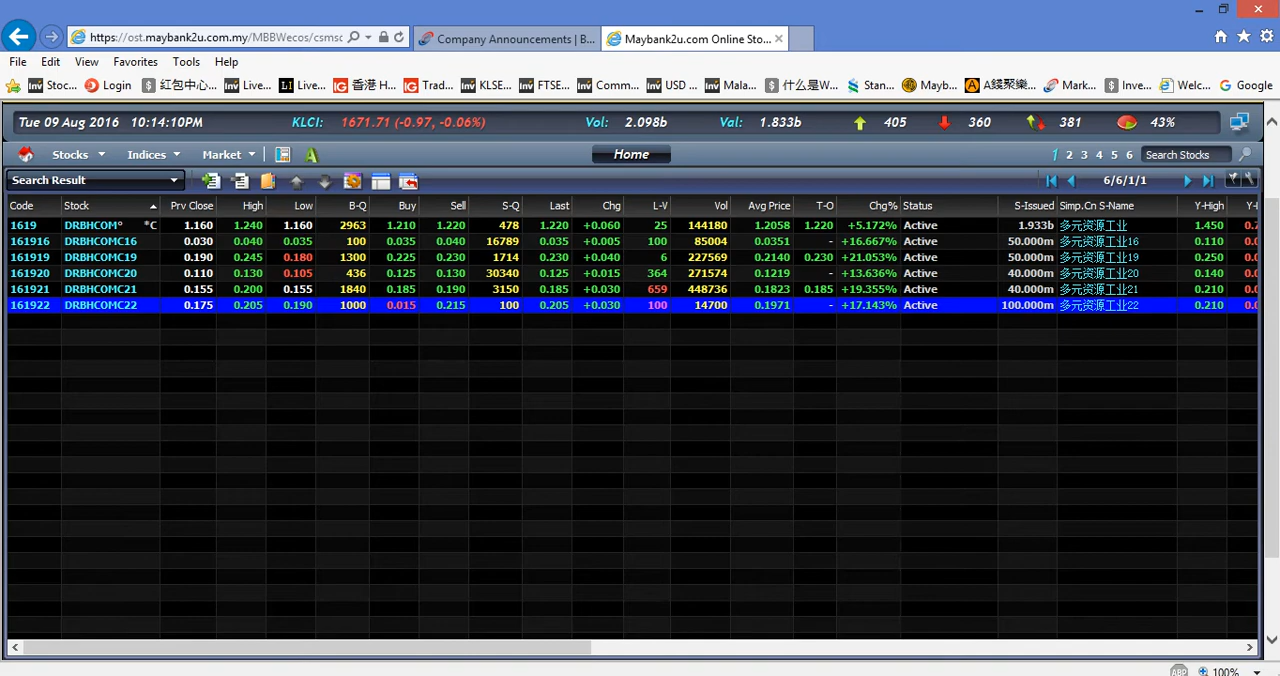 https://ost.maybank2u.com.my/MBBWecos/csmsc
Company Announcements | B...
Maybank2u.com Online Sto...
File Edit View Favorites Tools Help
Stoc... Login 红包中心... Live... Live... 香港 H... Trad... KLSE... FTSE... Comm... USD ... Mala... 什么是W... Stan... Mayb... A錢聚樂... Mark... Inve... Welc... Google
Tue 09 Aug 2016 10:14:10PM KLCI: 1671.71 (-0.97, -0.06%) Vol: 2.098b Val: 1.833b 405 360 381 43%
Stocks Indices Market A Home 1 2 3 4 5 6 Search Stocks
Search Result 6/6/1/1
Code Stock Prv Close High Low B-Q Buy Sell S-Q Last Chg L-V Vol Avg Price T-O Chg% Status S-Issued Simp.Cn S-Name Y-High
1619 DRBHCOM° *C 1.160 1.240 1.160 2963 1.210 1.220 478 1.220 +0.060 25 144180 1.2058 1.220 +5.172% Active 1.933b 多元资源工业 1.450
161916 DRBHCOMC16 0.030 0.040 0.035 100 0.035 0.040 16789 0.035 +0.005 100 85004 0.0351 - +16.667% Active 50.000m 多元资源工业16 0.110
161919 DRBHCOMC19 0.190 0.245 0.180 1300 0.225 0.230 1714 0.230 +0.040 6 227569 0.2140 0.230 +21.053% Active 50.000m 多元资源工业19 0.250
161920 DRBHCOMC20 0.110 0.130 0.105 436 0.125 0.130 30340 0.125 +0.015 364 271574 0.1219 - +13.636% Active 40.000m 多元资源工业20 0.140
161921 DRBHCOMC21 0.155 0.200 0.155 1840 0.185 0.190 3150 0.185 +0.030 659 448736 0.1823 0.185 +19.355% Active 40.000m 多元资源工业21 0.210
161922 DRBHCOMC22 0.175 0.205 0.190 1000 0.015 0.215 100 0.205 +0.030 100 14700 0.1971 - +17.143% Active 100.000m 多元资源工业22 0.210
ABP 100%